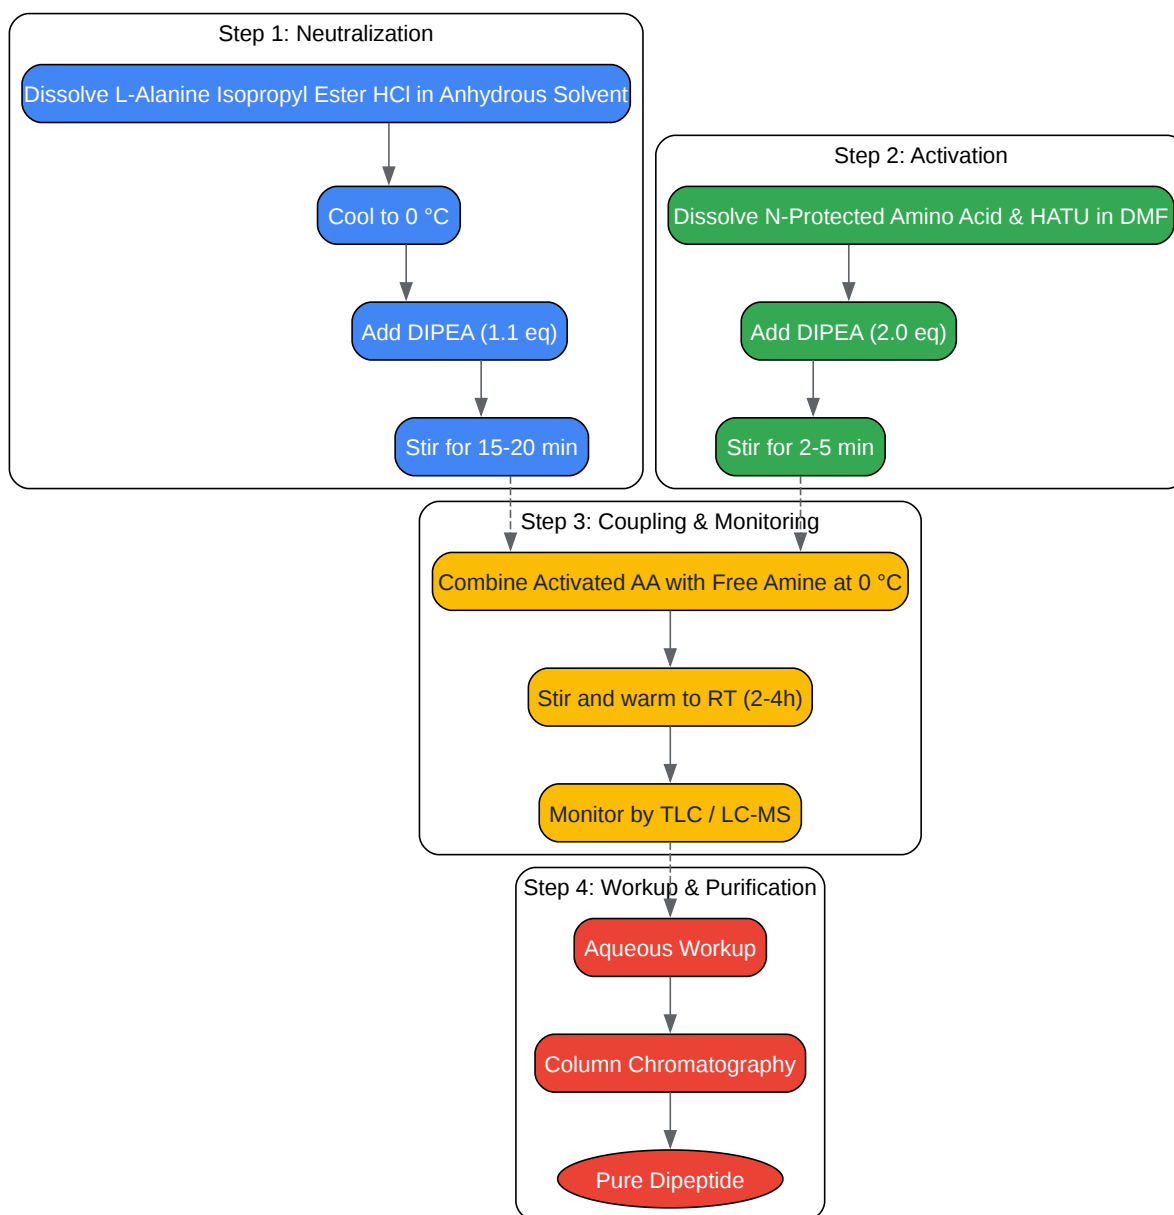 Step 1: Neutralization
Dissolve L-Alanine Isopropyl Ester HCl in Anhydrous Solvent
Cool to 0 °C
Add DIPEA (1.1 eq)
Stir for 15-20 min
Step 2: Activation
Dissolve N-Protected Amino Acid & HATU in DMF
Add DIPEA (2.0 eq)
Stir for 2-5 min
Step 3: Coupling & Monitoring
Combine Activated AA with Free Amine at 0 °C
Stir and warm to RT (2-4h)
Monitor by TLC / LC-MS
Step 4: Workup & Purification
Aqueous Workup
Column Chromatography
Pure Dipeptide